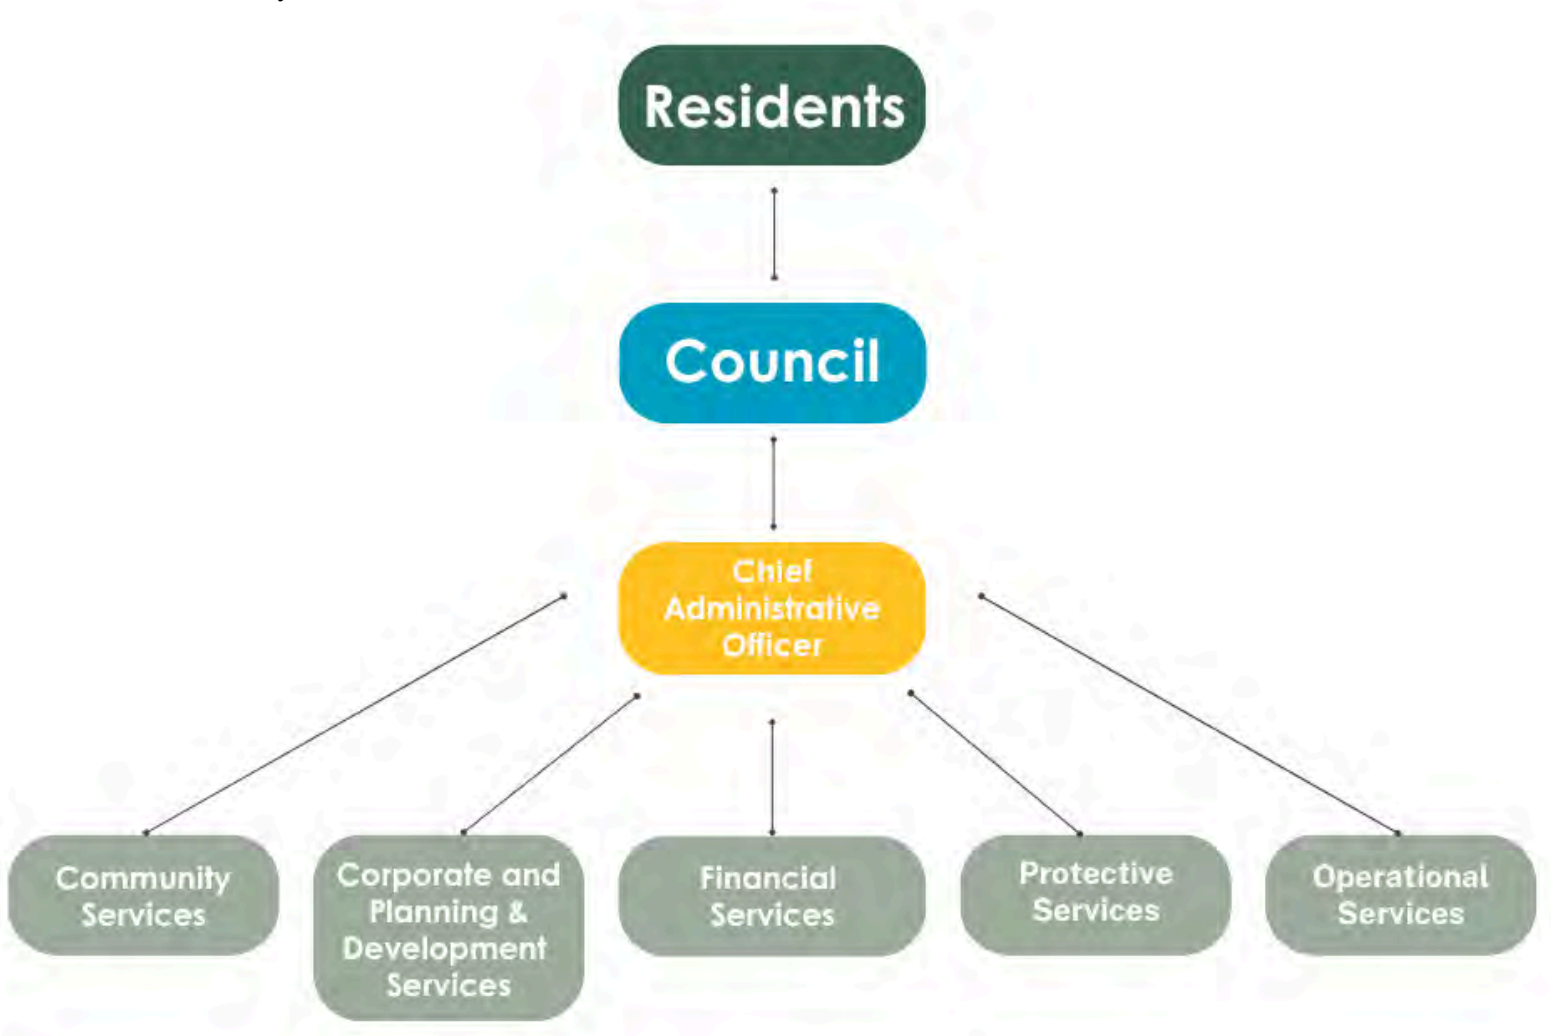 Residents
Council
Chief
Administrative
Officer
Community
Services
Corporate and
Planning &
Development
Services
Financial
Services
Protective
Services
Operational
Services